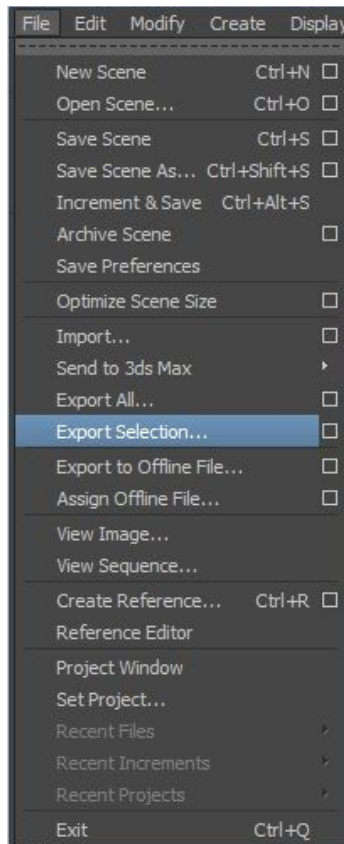 File Edit Modify Create Display
New Scene Ctrl+N
Open Scene... Ctrl+O
Save Scene Ctrl+S
Save Scene As... Ctrl+Shift+S
Increment & Save Ctrl+Alt+S
Archive Scene
Save Preferences
Optimize Scene Size
Import...
Send to 3ds Max
Export All...
Export Selection...
Export to Offline File...
Assign Offline File...
View Image...
View Sequence...
Create Reference... Ctrl+R
Reference Editor
Project Window
Set Project...
Recent Files
Recent Increments
Recent Projects
Exit Ctrl+Q